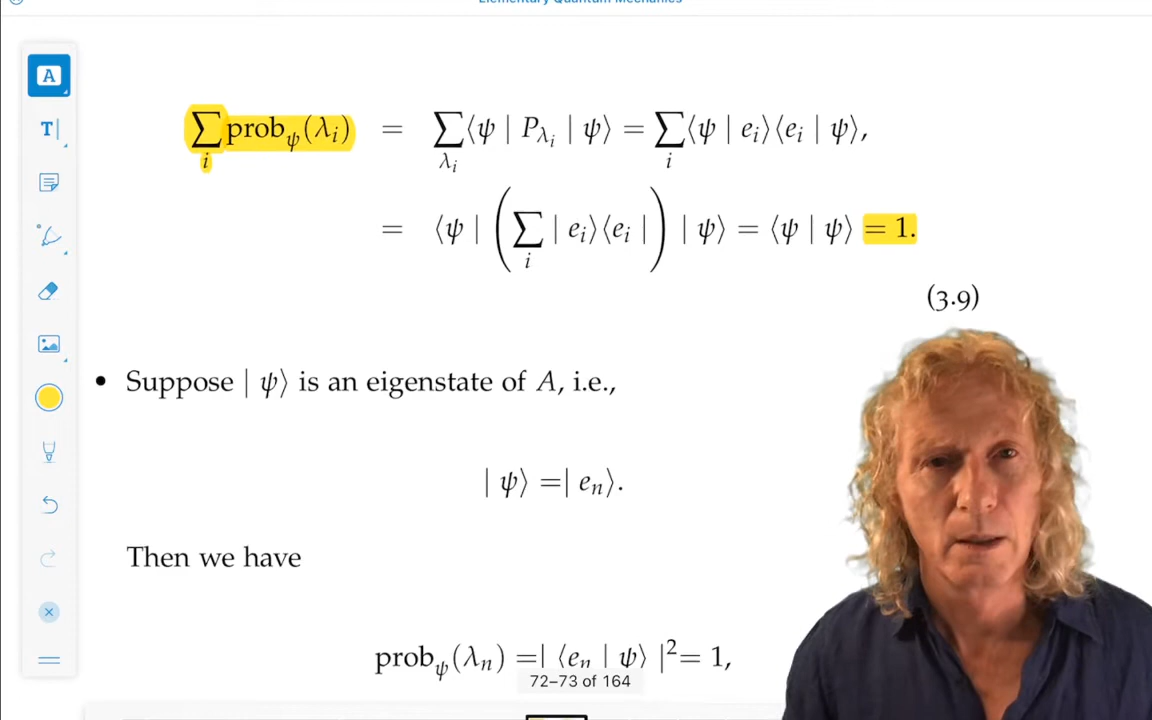 Elementary Quantum Mechanics
∑_i prob_ψ(λ_i) = ∑_{λ_i} ⟨ψ | P_{λ_i} | ψ⟩ = ∑_i ⟨ψ | e_i⟩⟨e_i | ψ⟩,
= ⟨ψ | (∑_i | e_i⟩⟨e_i |) | ψ⟩ = ⟨ψ | ψ⟩ = 1.
(3.9)
• Suppose | ψ⟩ is an eigenstate of A, i.e.,
| ψ⟩ =| e_n⟩.
Then we have
prob_ψ(λ_n) =| ⟨e_n | ψ⟩ |²= 1,
72–73 of 164
A
T